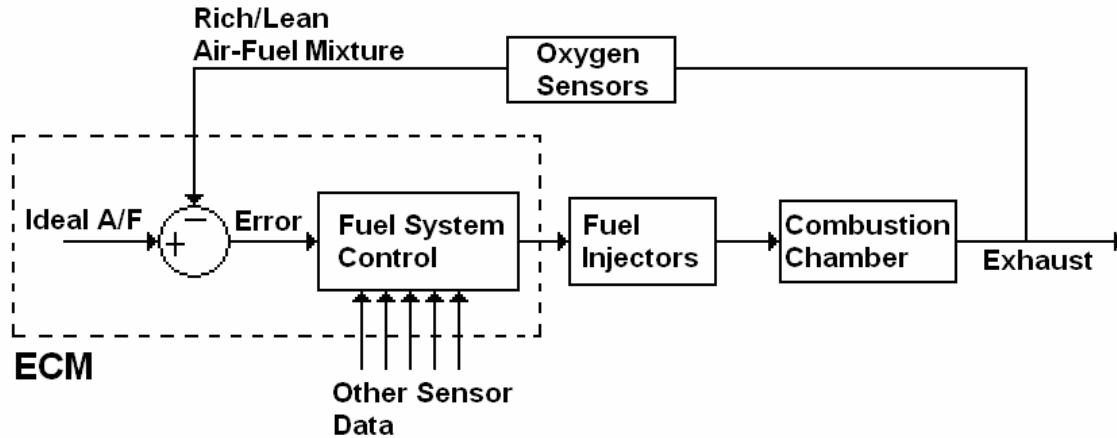 Rich/Lean
Air-Fuel Mixture
Oxygen
Sensors
Ideal A/F
−
+
Error
Fuel System
Control
Fuel
Injectors
Combustion
Chamber
Exhaust
ECM
Other Sensor
Data